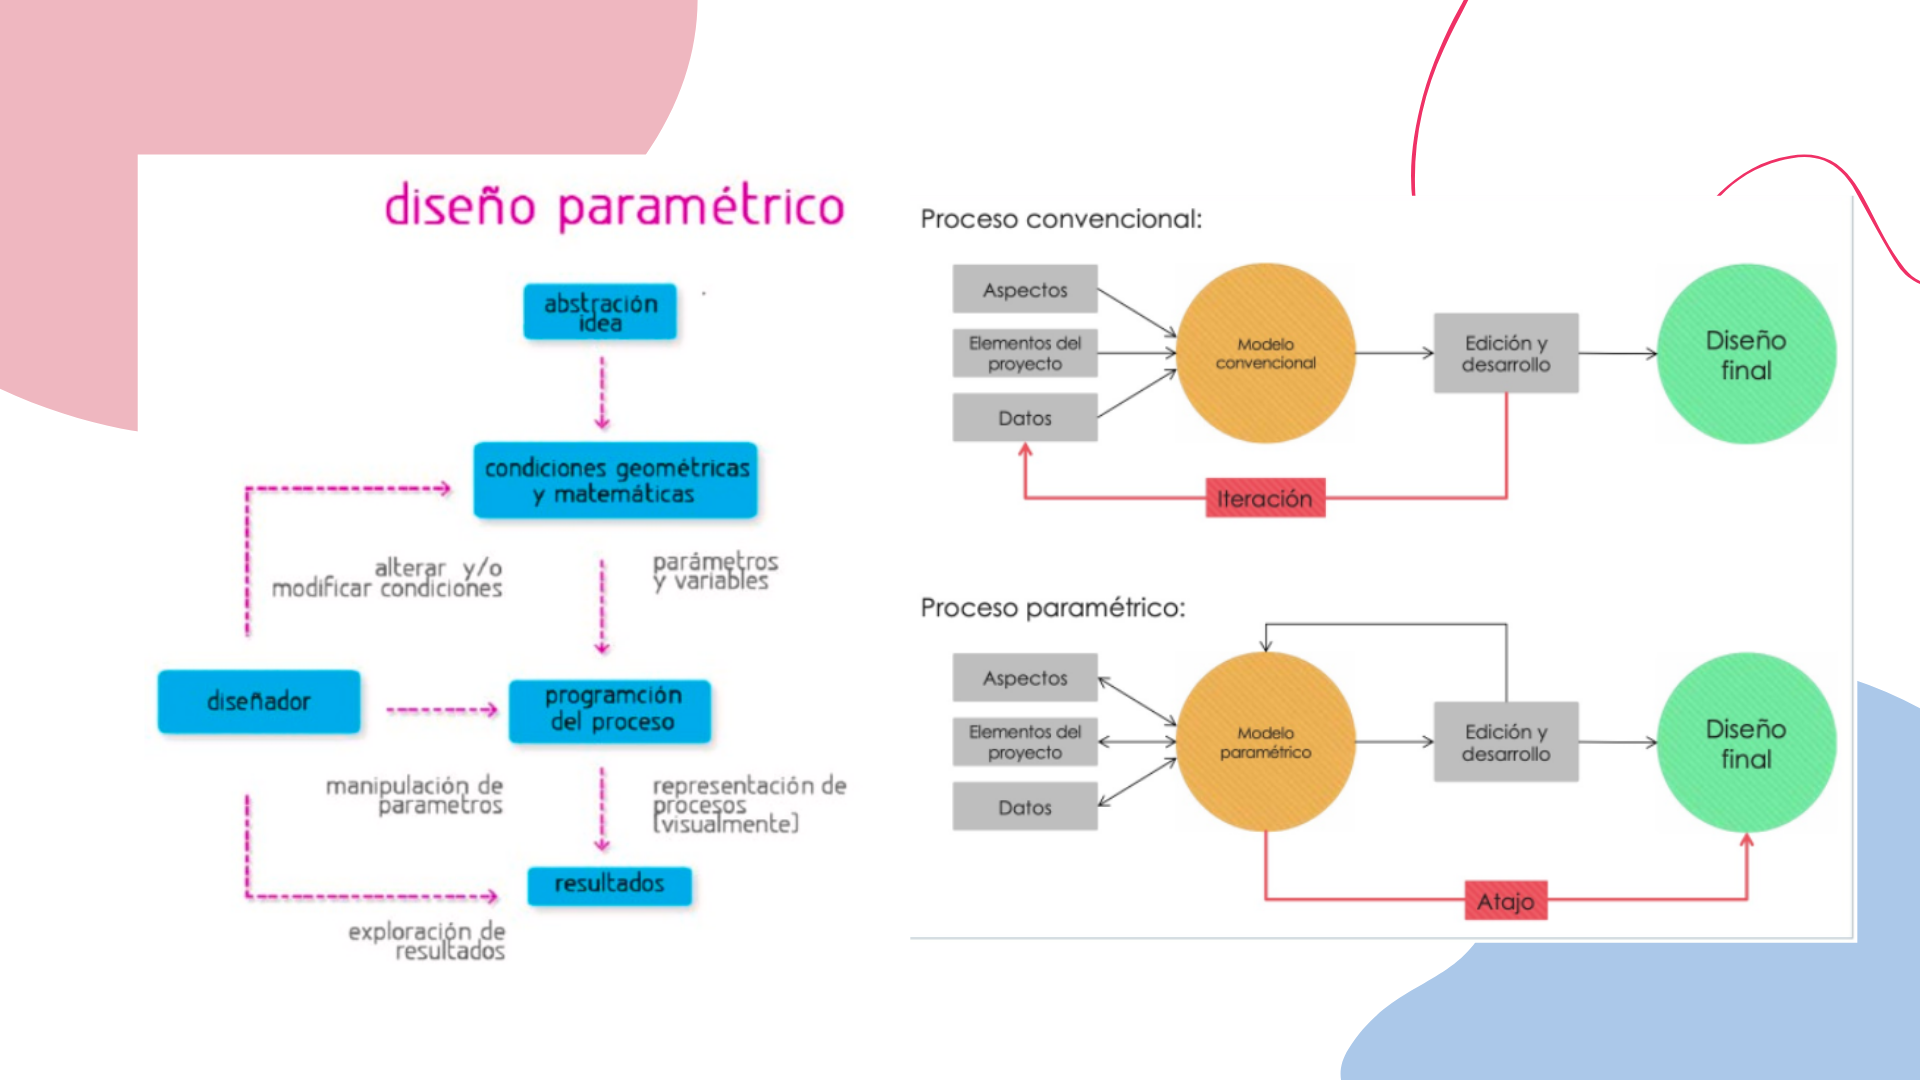 diseño paramétrico
abstración
idea
condiciones geométricas
y matemáticas
alterar y/o
modificar condiciones
parámetros
y variables
diseñador
programción
del proceso
manipulación de
parametros
representación de
procesos
(visualmente)
resultados
exploración de
resultados
Proceso convencional:
Aspectos
Elementos del
proyecto
Datos
Modelo
convencional
Edición y
desarrollo
Diseño
final
Iteración
Proceso paramétrico:
Aspectos
Elementos del
proyecto
Datos
Modelo
paramétrico
Edición y
desarrollo
Diseño
final
Atajo